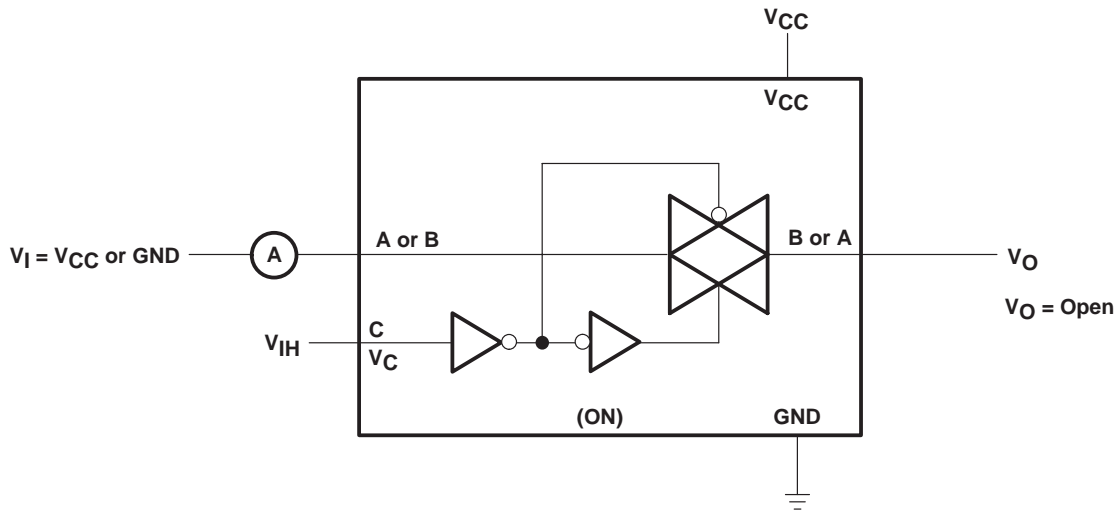 VCC
VCC
A or B
B or A
VI = VCC or GND
A
VO
VO = Open
C
VIH
VC
(ON)
GND